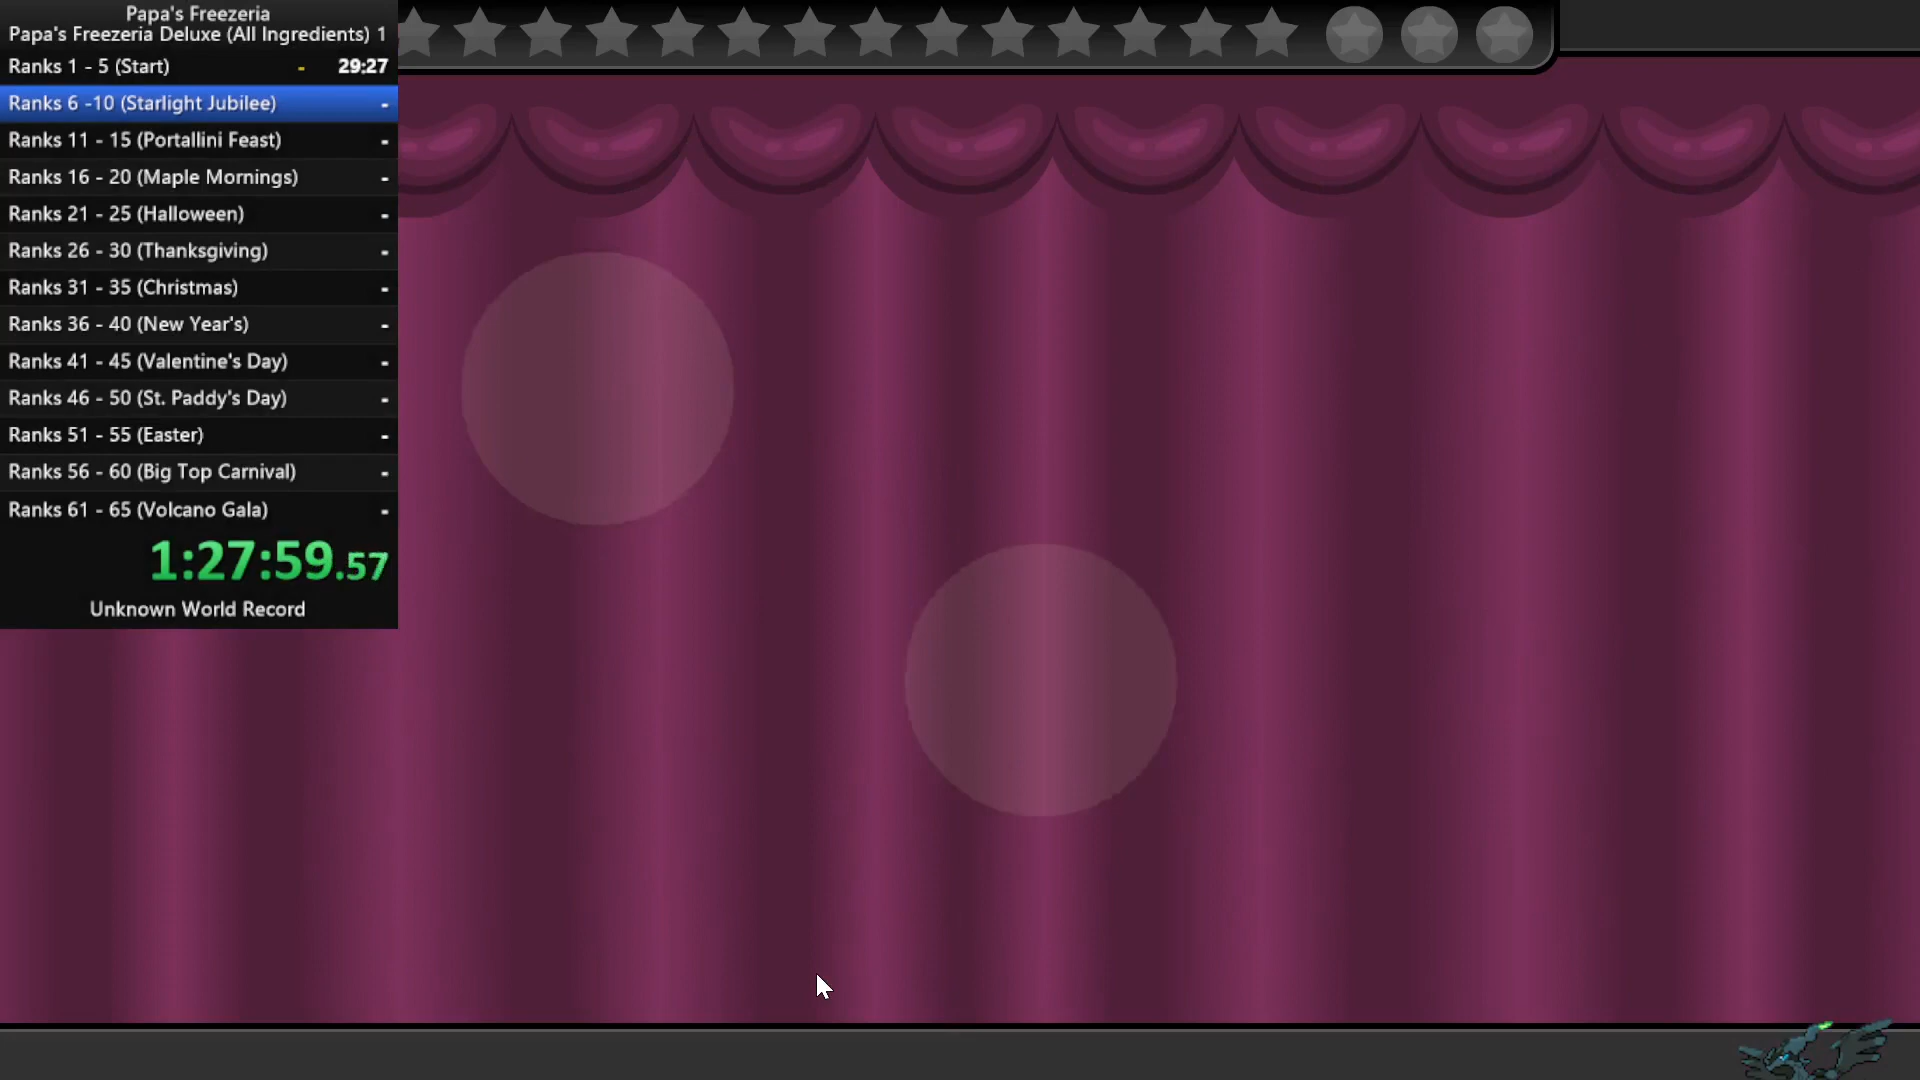 Papa's Freezeria
Papa's Freezeria Deluxe (All Ingredients) 1
Ranks 1 - 5 (Start) - 29:27
Ranks 6 -10 (Starlight Jubilee) -
Ranks 11 - 15 (Portallini Feast) -
Ranks 16 - 20 (Maple Mornings) -
Ranks 21 - 25 (Halloween) -
Ranks 26 - 30 (Thanksgiving) -
Ranks 31 - 35 (Christmas) -
Ranks 36 - 40 (New Year's) -
Ranks 41 - 45 (Valentine's Day) -
Ranks 46 - 50 (St. Paddy's Day) -
Ranks 51 - 55 (Easter) -
Ranks 56 - 60 (Big Top Carnival) -
Ranks 61 - 65 (Volcano Gala) -
1:27:59.57
Unknown World Record